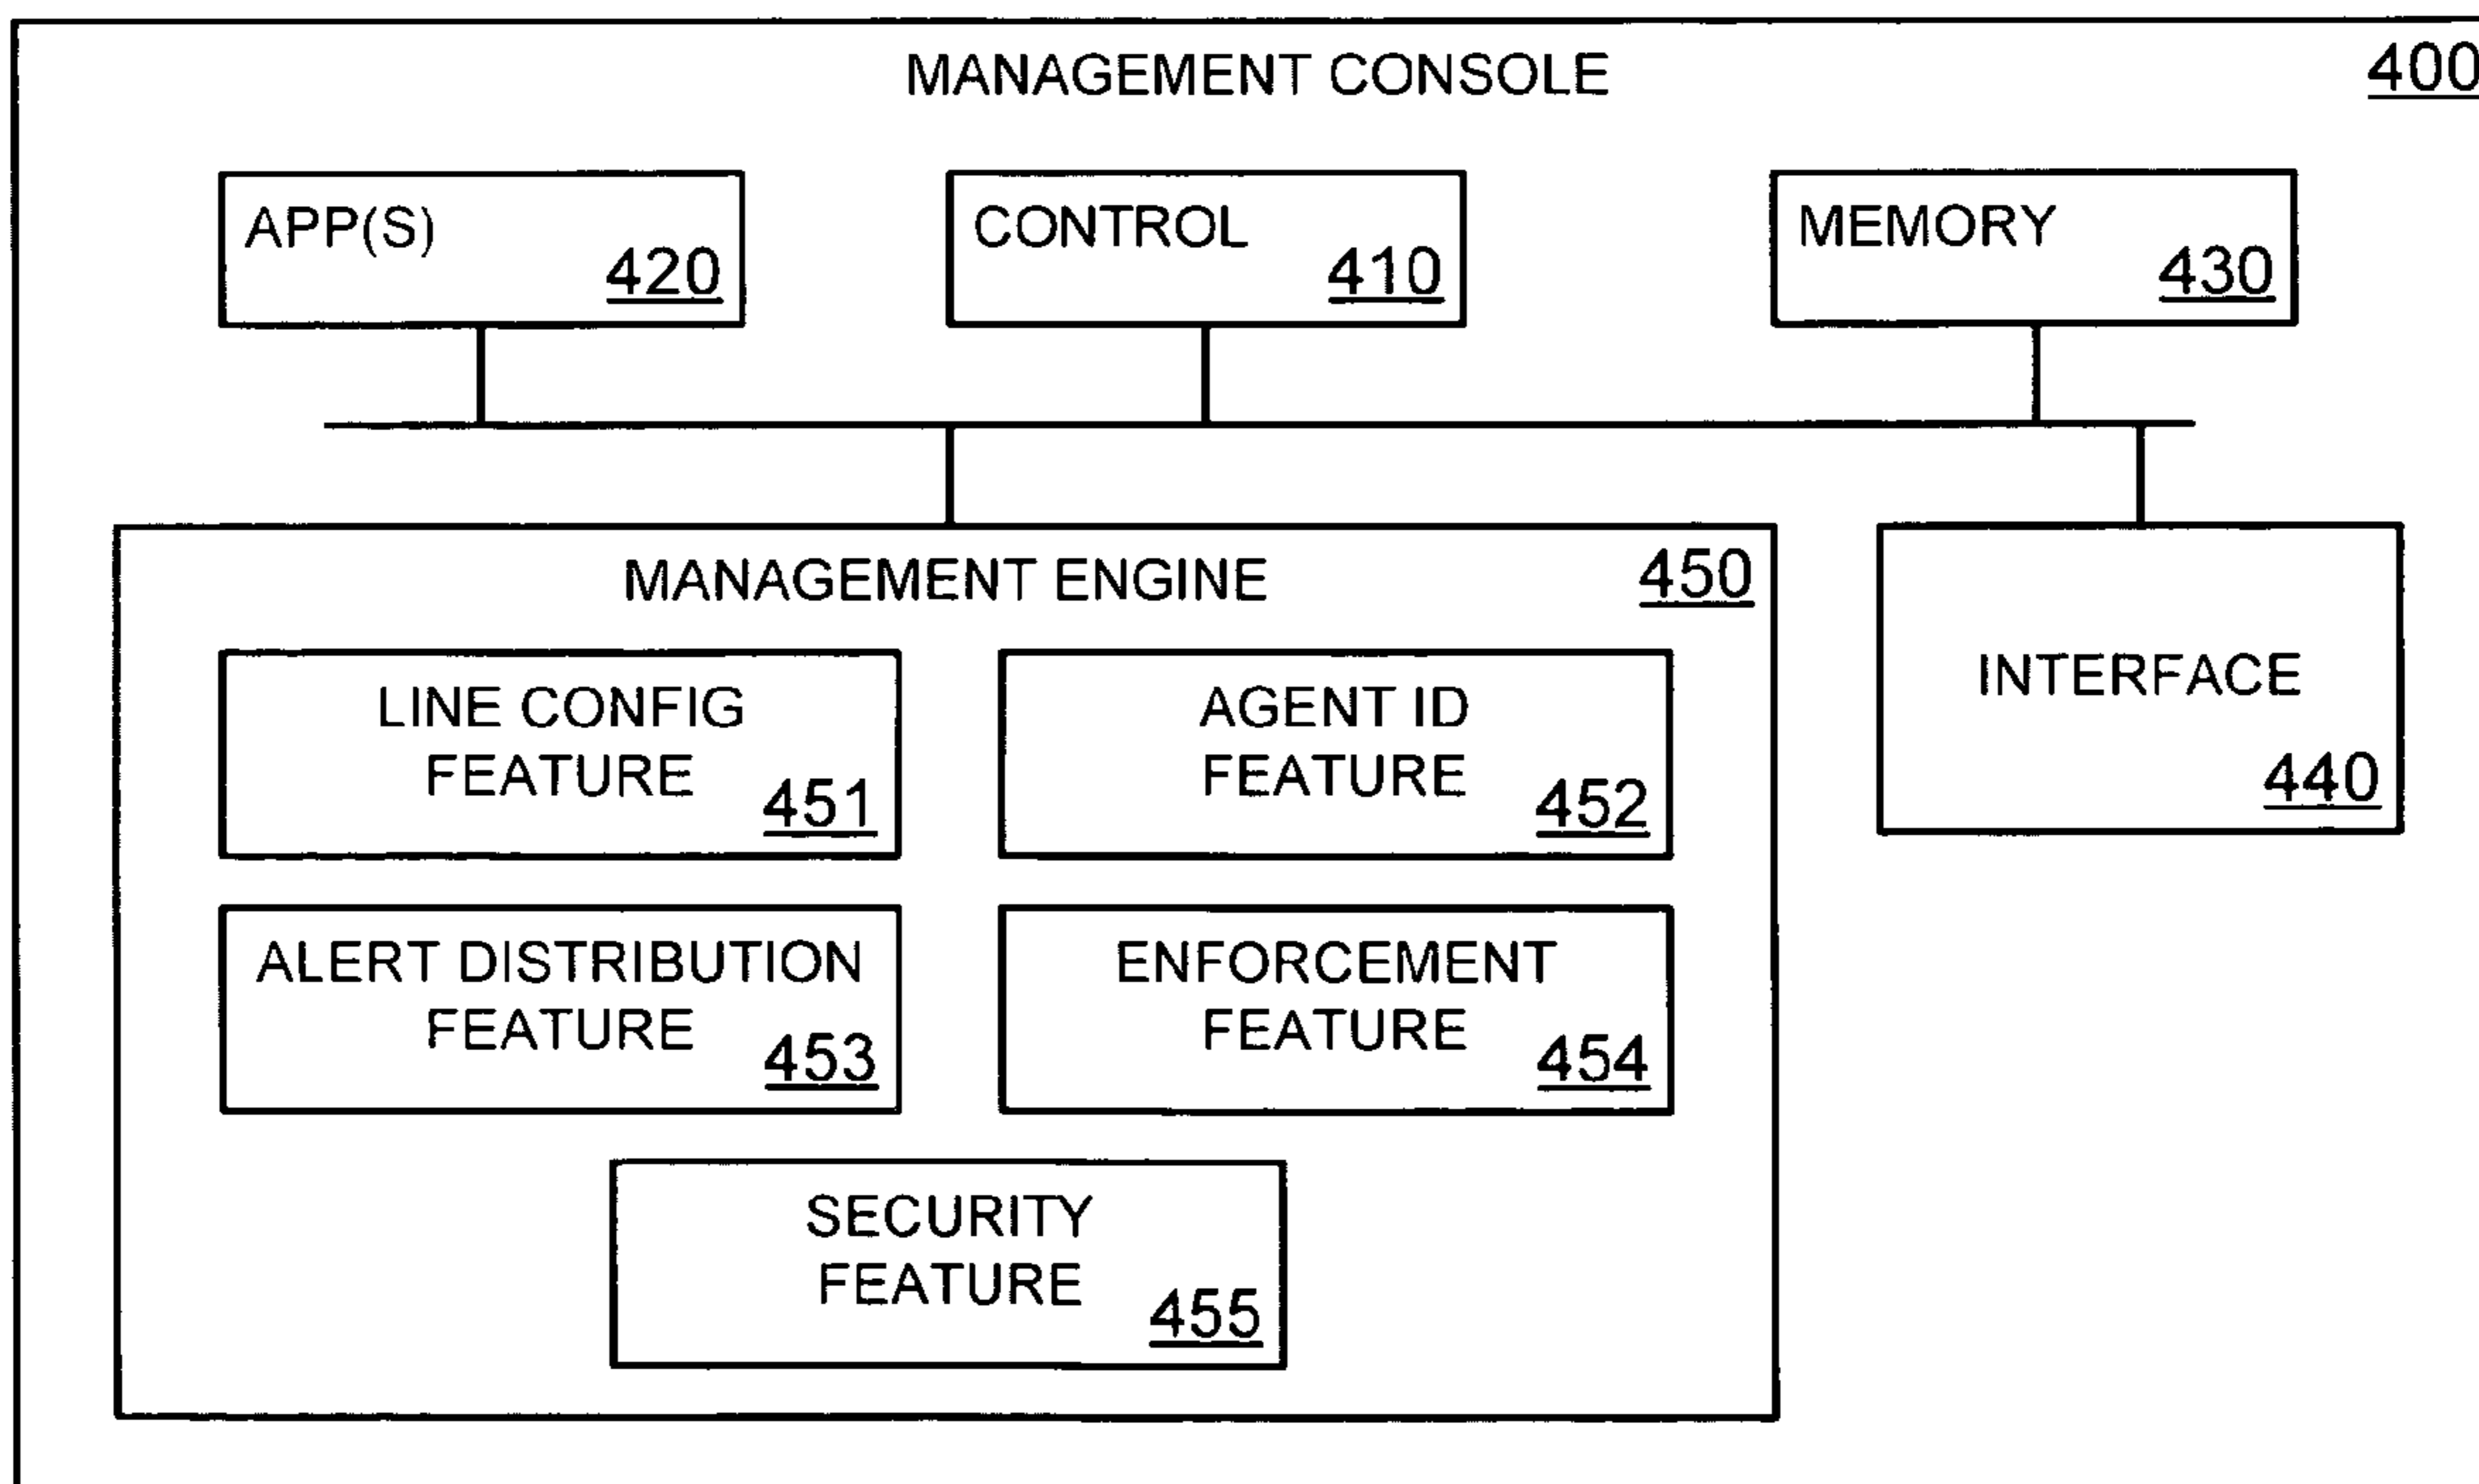 MANAGEMENT CONSOLE
400
APP(S)
420
CONTROL
410
MEMORY
430
MANAGEMENT ENGINE
450
LINE CONFIG
FEATURE
451
AGENT ID
FEATURE
452
INTERFACE
440
ALERT DISTRIBUTION
FEATURE
453
ENFORCEMENT
FEATURE
454
SECURITY
FEATURE
455